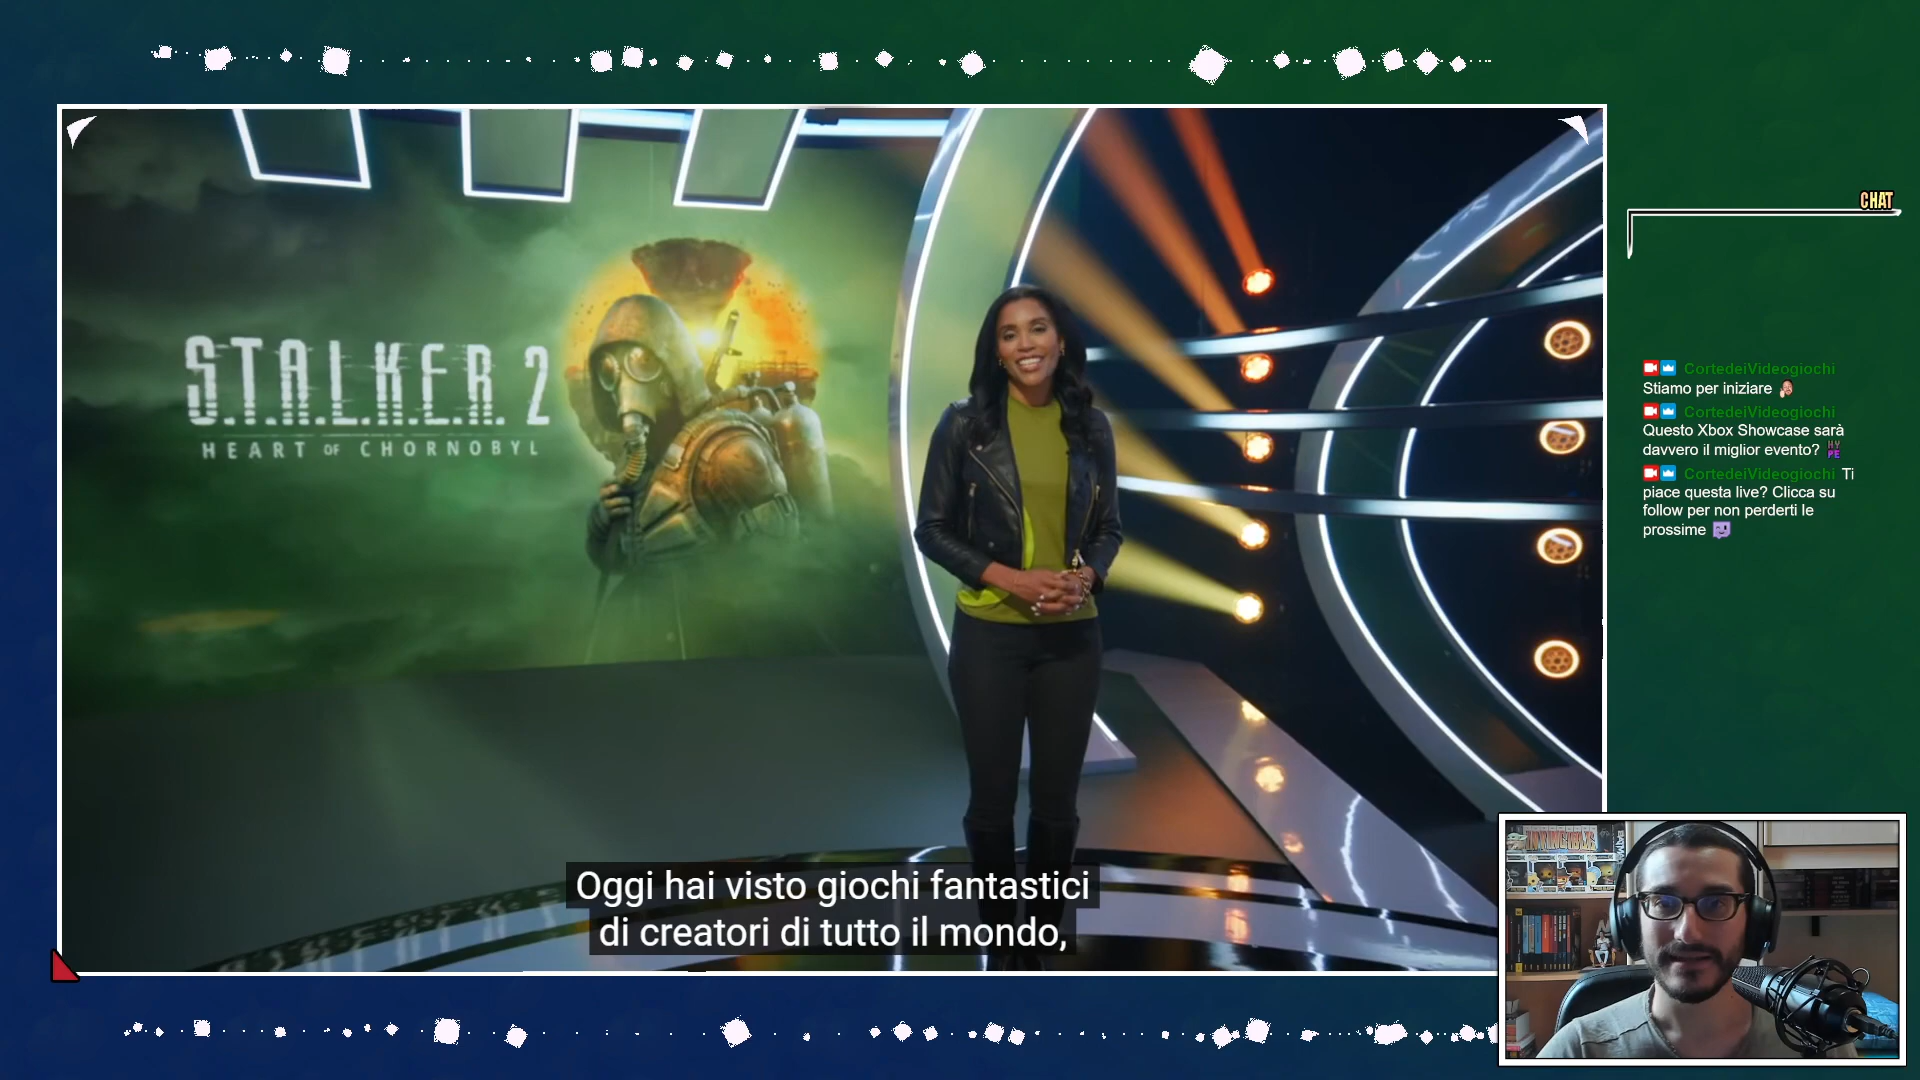 CHAT
S.T.A.L.K.E.R. 2
HEART OF CHORNOBYL
CortedeiVideogiochi
Stiamo per iniziare
CortedeiVideogiochi
Questo Xbox Showcase sarà
davvero il miglior evento? HYPE
CortedeiVideogiochi Ti
piace questa live? Clicca su
follow per non perderti le
prossime
Oggi hai visto giochi fantastici
di creatori di tutto il mondo,
INVINCIBLE